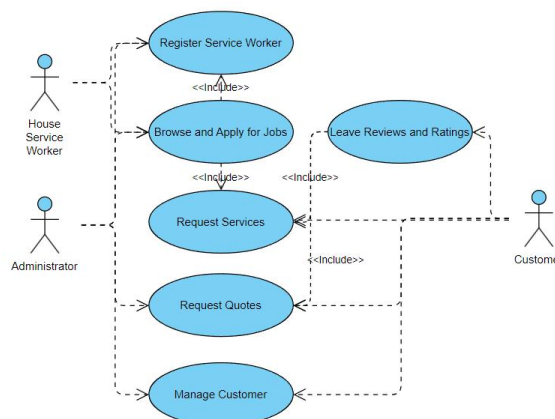 Register Service Worker
<<Include>>
House
Service
Worker
Browse and Apply for Jobs
Leave Reviews and Ratings
<<Include>>
<<Include>>
Request Services
Administrator
Custome
<<Include>>
Request Quotes
Manage Customer